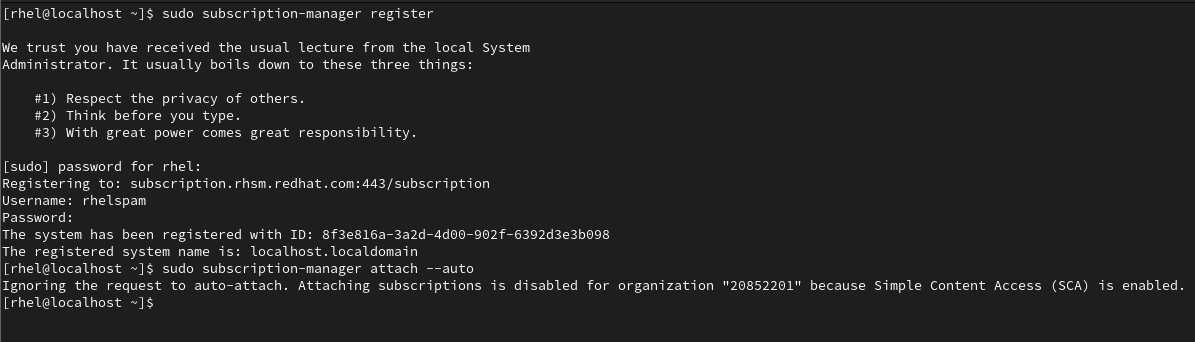 [rhel@localhost ~]$ sudo subscription-manager register
We trust you have received the usual lecture from the local System
Administrator. It usually boils down to these three things:
#1) Respect the privacy of others.
#2) Think before you type.
#3) With great power comes great responsibility.
[sudo] password for rhel:
Registering to: subscription.rhsm.redhat.com:443/subscription
Username: rhelspam
Password:
The system has been registered with ID: 8f3e816a-3a2d-4d00-902f-6392d3e3b098
The registered system name is: localhost.localdomain
[rhel@localhost ~]$ sudo subscription-manager attach --auto
Ignoring the request to auto-attach. Attaching subscriptions is disabled for organization "20852201" because Simple Content Access (SCA) is enabled.
[rhel@localhost ~]$